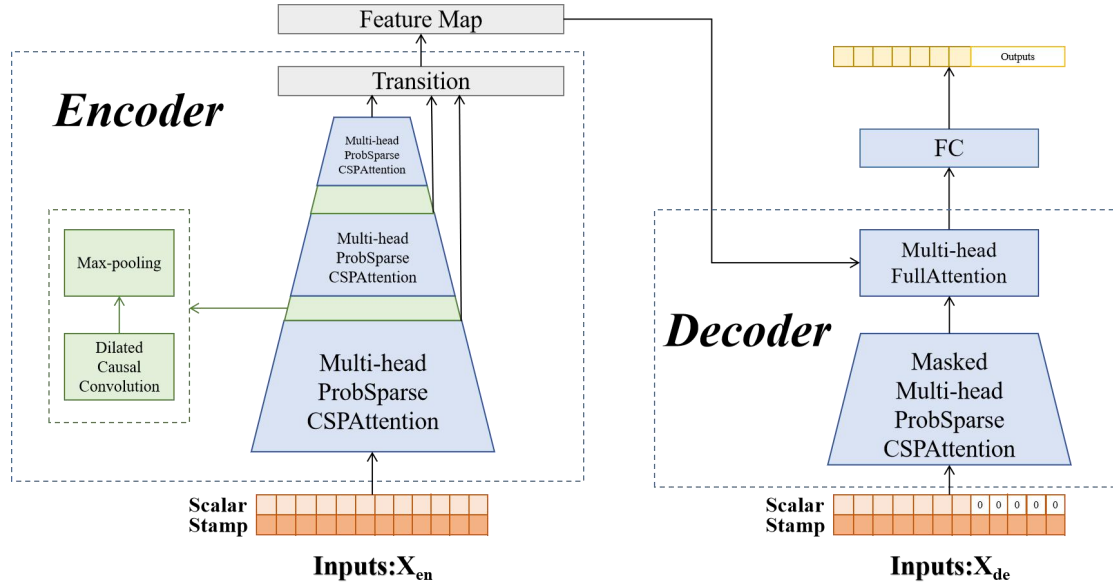 Feature Map
Transition
Encoder
Multi-head
ProbSparse
CSPAttention
Multi-head
ProbSparse
CSPAttention
Max-pooling
Dilated
Causal
Convolution
Multi-head
ProbSparse
CSPAttention
Scalar
Stamp
Inputs:Xen
Outputs
FC
Multi-head
FullAttention
Decoder
Masked
Multi-head
ProbSparse
CSPAttention
Scalar 0 0 0 0 0
Stamp
Inputs:Xde